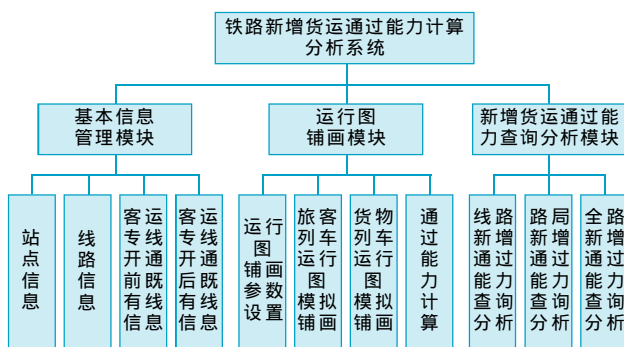 铁路新增货运通过能力计算
分析系统
基本信息
管理模块
运行图
铺画模块
新增货运通过能
力查询分析模块
站点信息
线路信息
客运
专线
开通
前既
有线
信息
客运
专线
开通
后既
有线
信息
运行
图
铺画
参数
设置
旅客
列车
运行
图
模拟
铺画
货物
列车
运行
图
模拟
铺画
通过能力计算
线路
新增
通过
能力
查询
分析
路局
新增
通过
能力
查询
分析
全路
新增
通过
能力
查询
分析